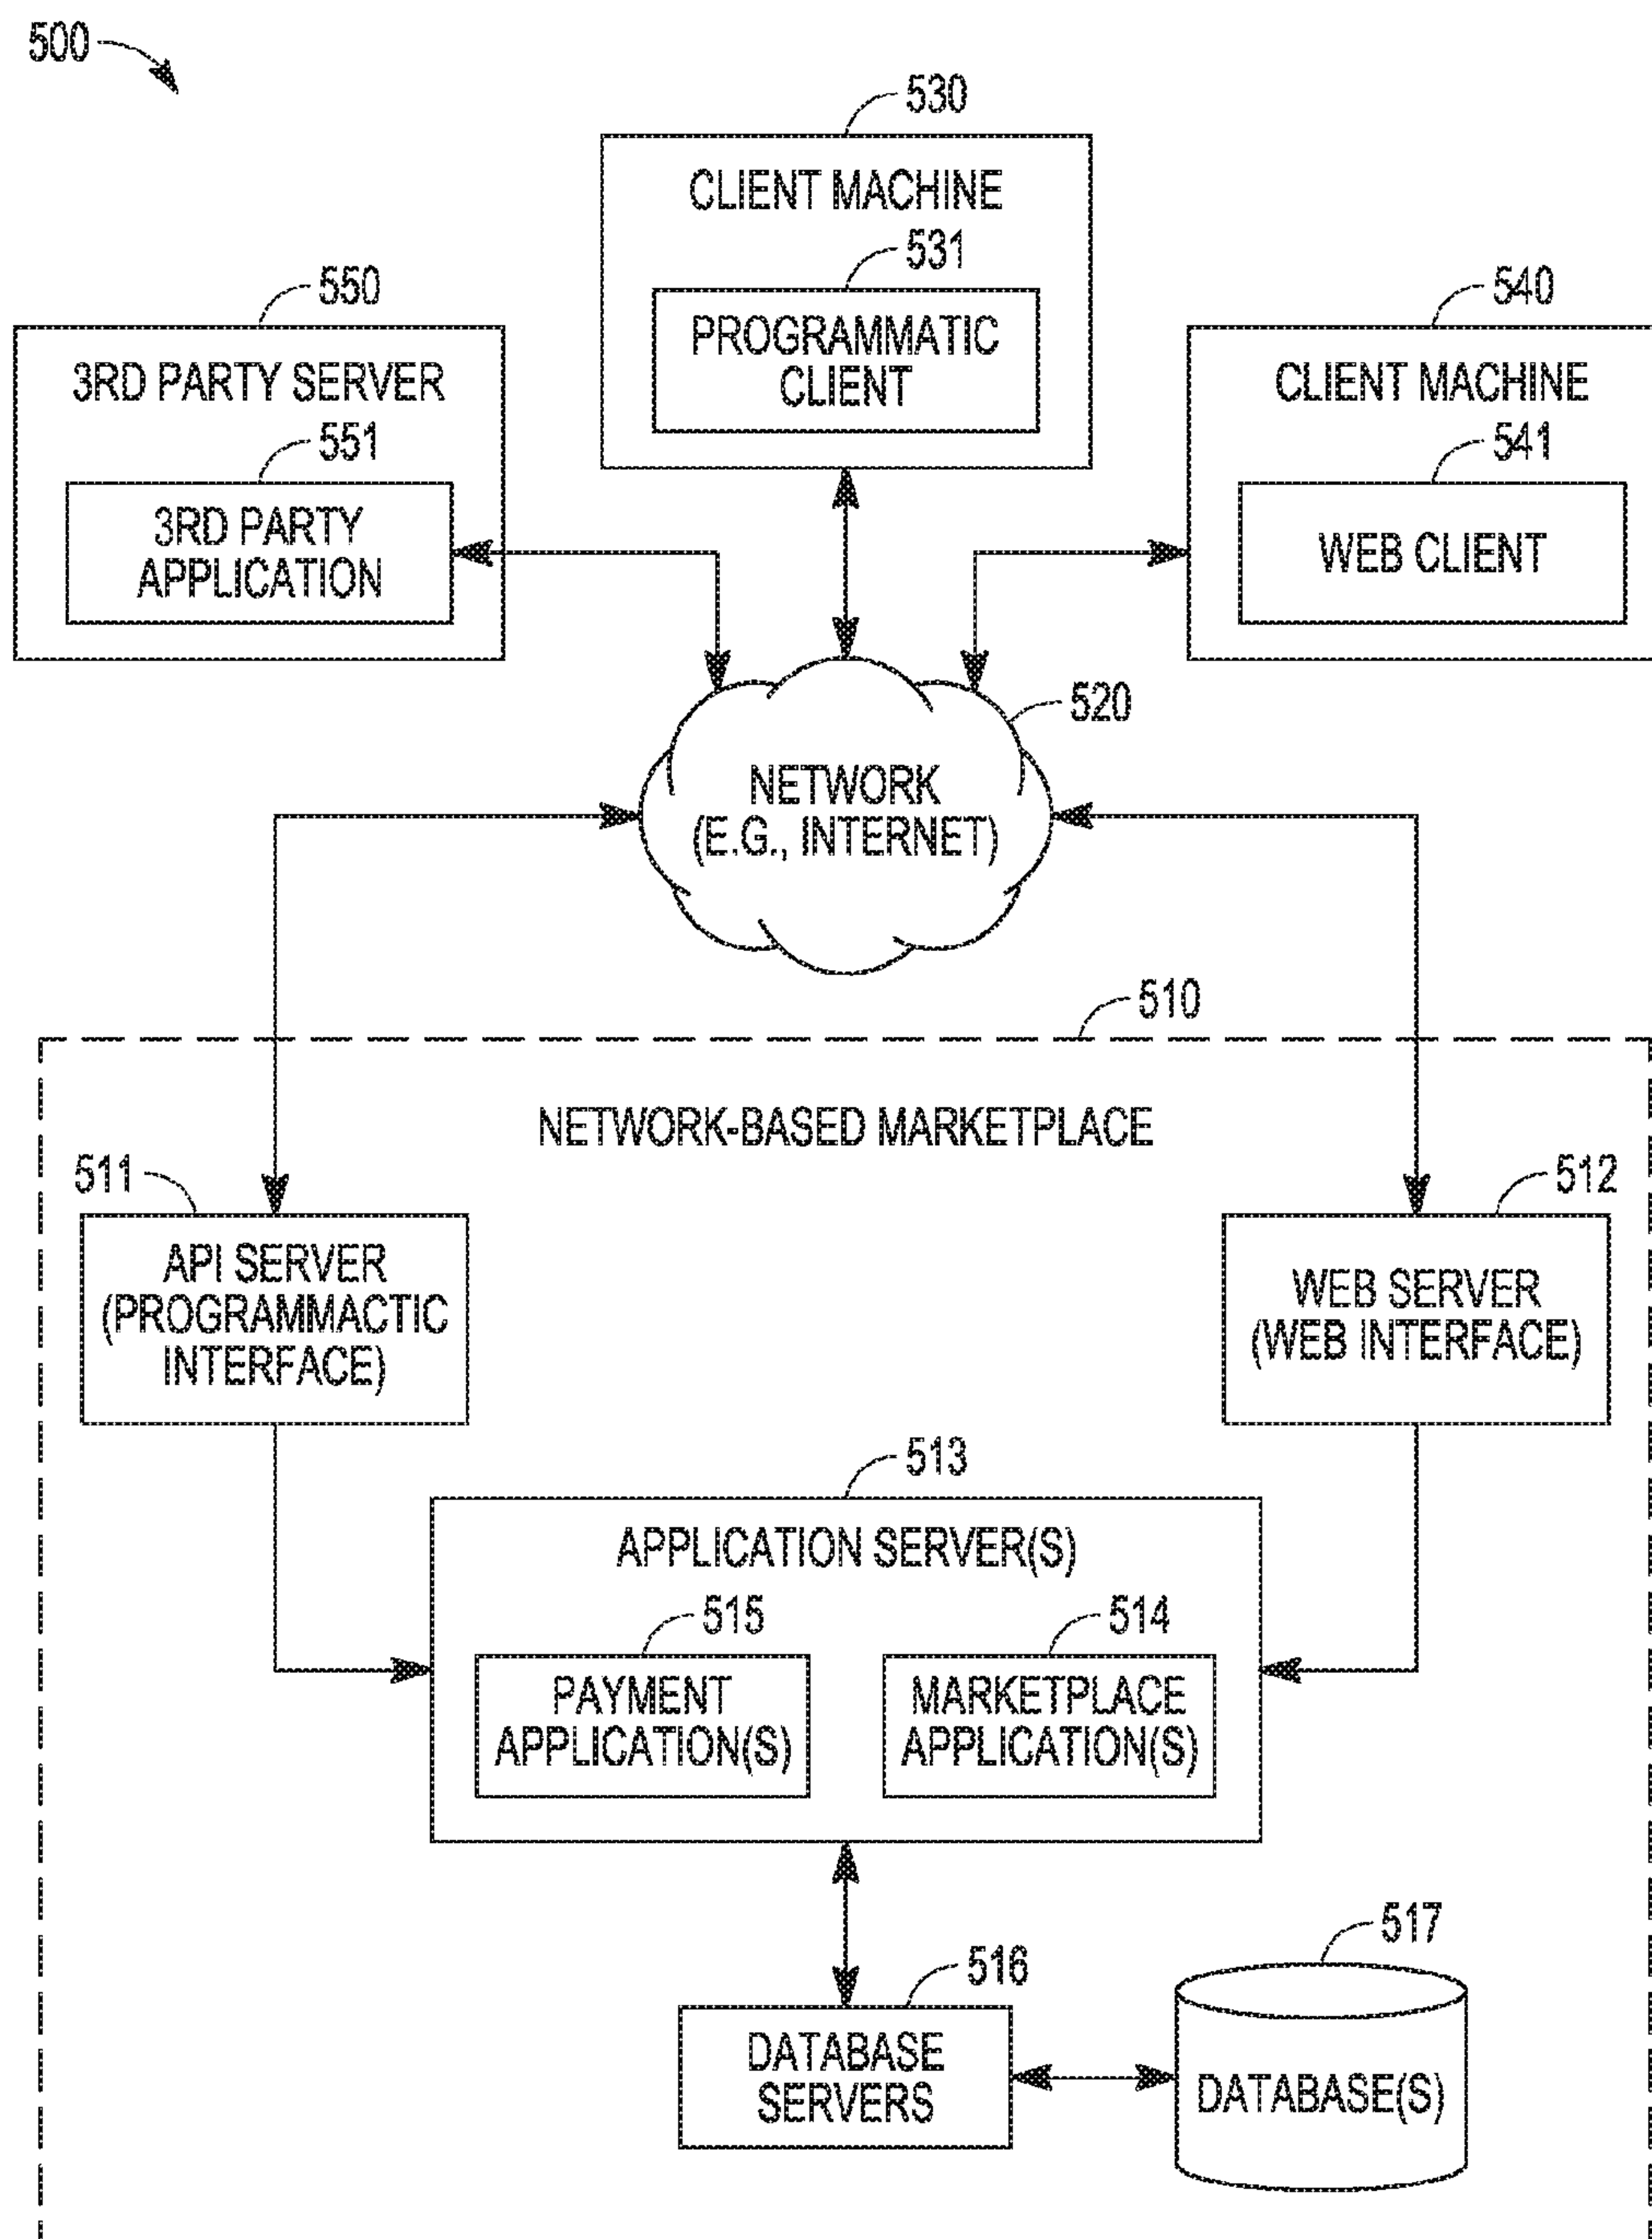 500
530
CLIENT MACHINE
531
PROGRAMMATIC
CLIENT
550
3RD PARTY SERVER
551
3RD PARTY
APPLICATION
540
CLIENT MACHINE
541
WEB CLIENT
520
NETWORK
(E.G., INTERNET)
510
NETWORK-BASED MARKETPLACE
511
API SERVER
(PROGRAMMACTIC
INTERFACE)
512
WEB SERVER
(WEB INTERFACE)
513
APPLICATION SERVER(S)
515
PAYMENT
APPLICATION(S)
514
MARKETPLACE
APPLICATION(S)
516
DATABASE
SERVERS
517
DATABASE(S)